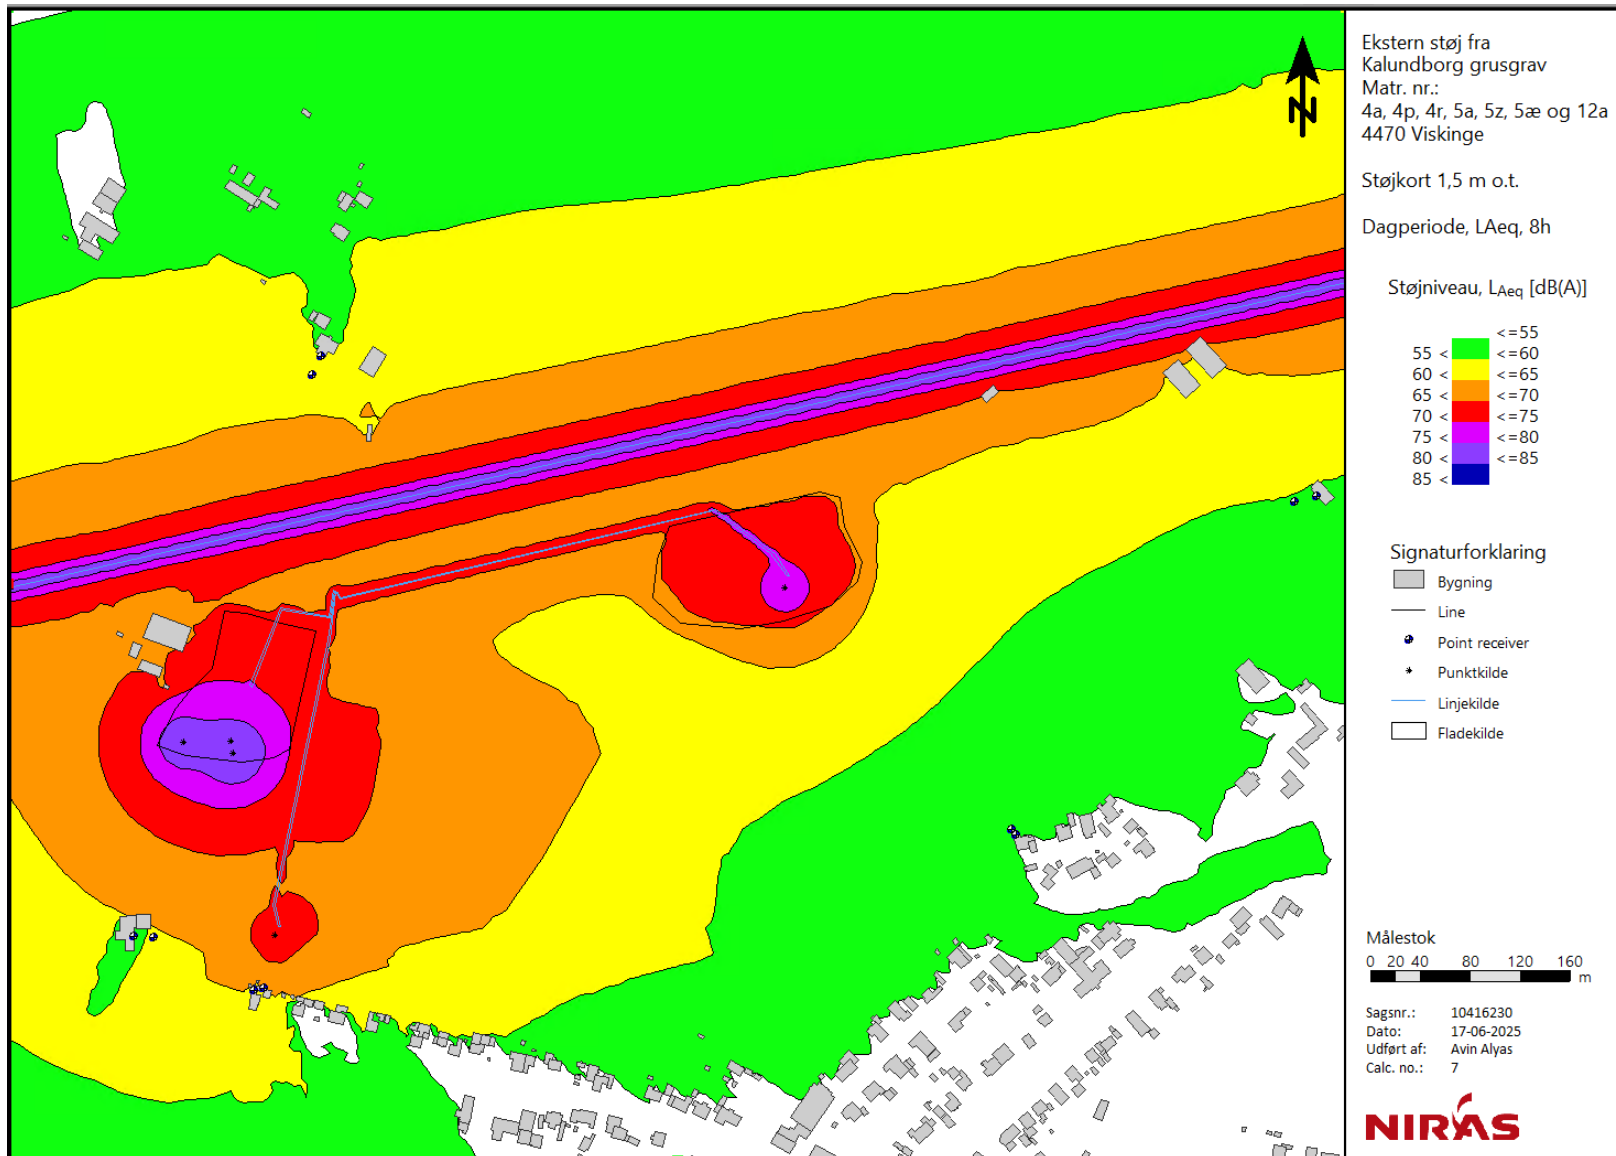 N
Ekstern støj fra
Kalundborg grusgrav
Matr. nr.:
4a, 4p, 4r, 5a, 5z, 5æ og 12a
4470 Viskinge
Støjkort 1,5 m o.t.
Dagperiode, LAeq, 8h
Støjniveau, LAeq [dB(A)]
<=55
55 < <=60
60 < <=65
65 < <=70
70 < <=75
75 < <=80
80 < <=85
85 <
Signaturforklaring
Bygning
Line
Point receiver
Punktkilde
Linjekilde
Fladekilde
Målestok
0 20 40 80 120 160
m
Sagsnr.: 10416230
Dato: 17-06-2025
Udført af: Avin Alyas
Calc. no.: 7
NIRAS